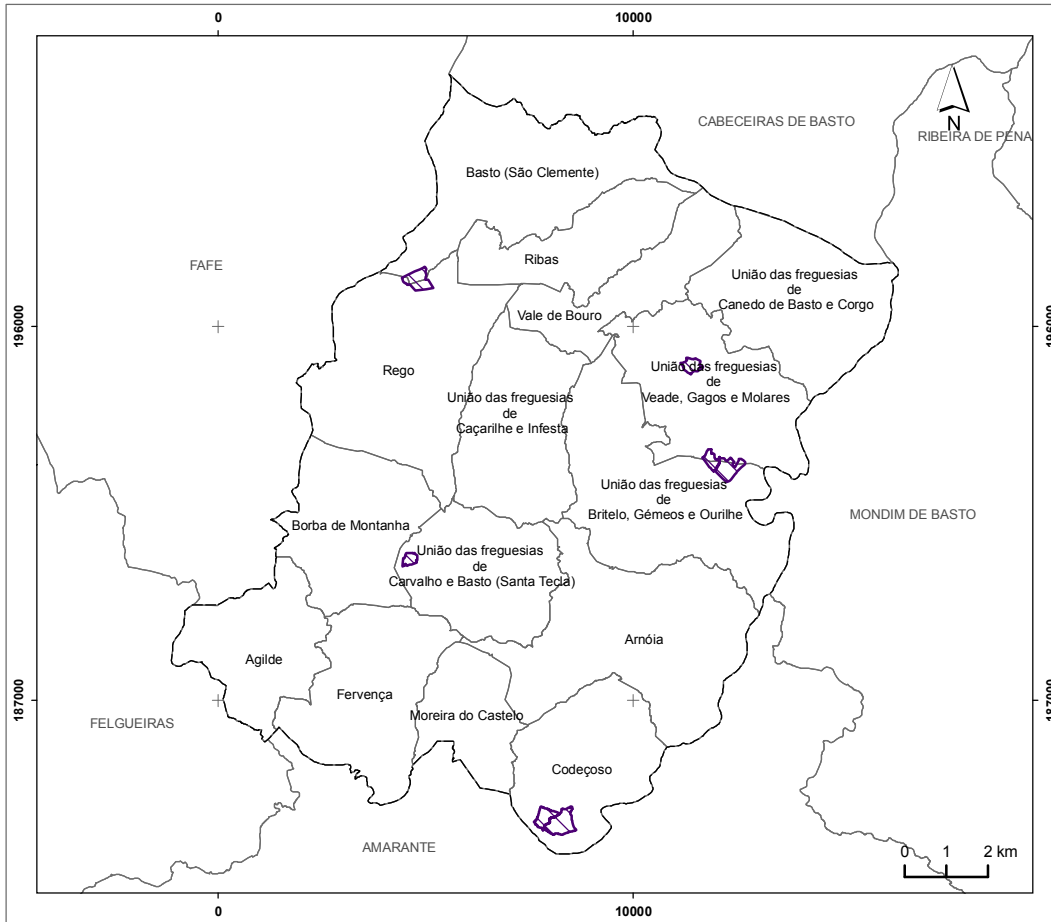 0 10000
CABECEIRAS DE BASTO
N
RIBEIRA DE PENA
Basto (São Clemente)
FAFE
Ribas
União das freguesias
de
Canedo de Basto e Corgo
196000 196000
Vale de Bouro
Rego
União das freguesias
de
Veade, Gagos e Molares
União das freguesias
de
Caçarilhe e Infesta
União das freguesias
de
Britelo, Gémeos e Ourilhe
MONDIM DE BASTO
Borba de Montanha
União das freguesias
de
Carvalho e Basto (Santa Tecla)
Arnóia
Agilde
Fervença
187000 187000
Moreira do Castelo
FELGUEIRAS
Codeçoso
AMARANTE
0 1 2 km
0 10000